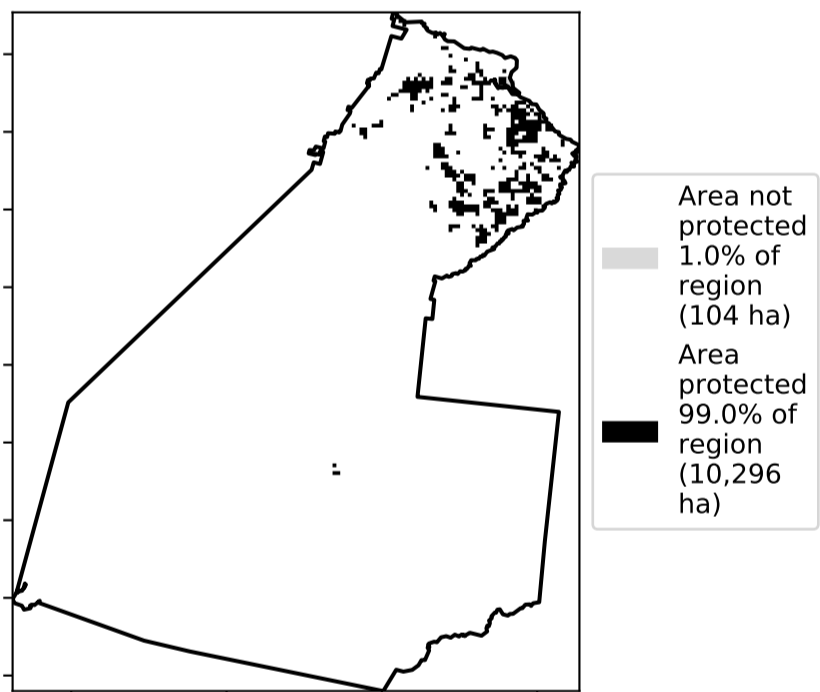 Area not
protected
1.0% of
region
(104 ha)
Area
protected
99.0% of
region
(10,296
ha)